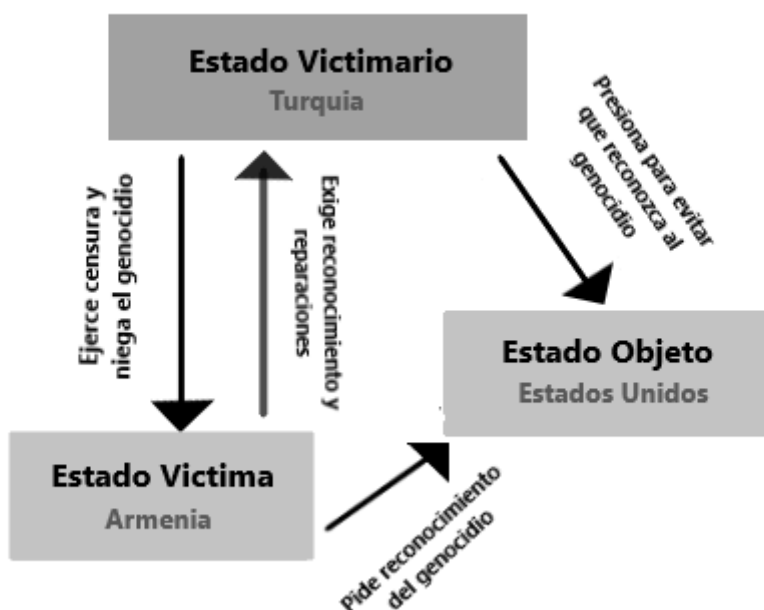 Estado Victimario
Turquia
Presiona para evitar
que reconozca al
genocidio
Ejerce censura y
niega el genocidio
Exige reconocimiento y
reparaciones
Estado Objeto
Estados Unidos
Estado Victima
Armenia
Pide reconocimiento
del genocidio